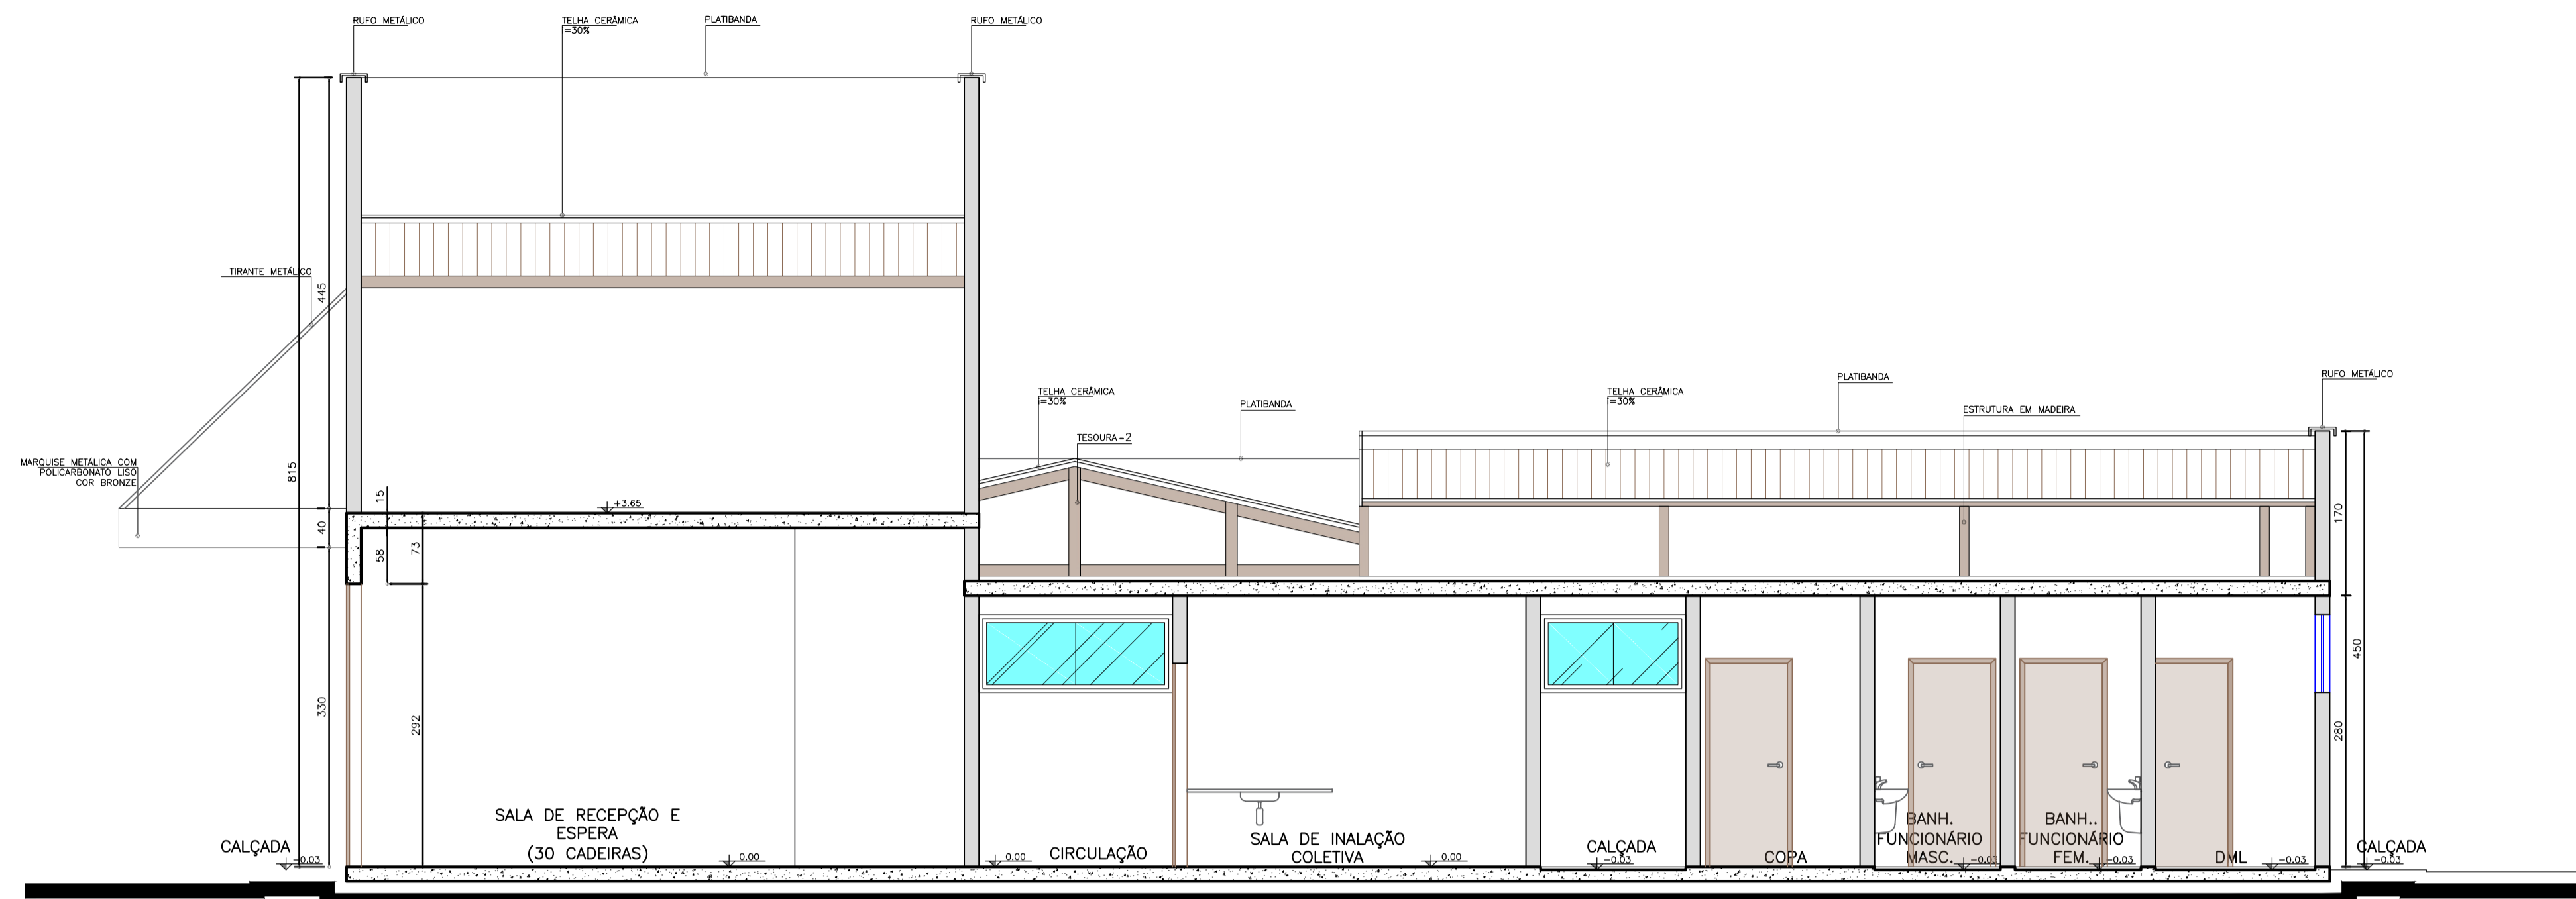 RUFO METÁLICO
TELHA CERÂMICA
i=30%
PLATIBANDA
RUFO METÁLICO
TIRANTE METÁLICO
445
815
MARQUISE METÁLICA COM
POLICARBONATO LISO
COR BRONZE
40
15
58
73
+3.65
330
292
TELHA CERÂMICA
i=30%
TESOURA-2
PLATIBANDA
TELHA CERÂMICA
i=30%
PLATIBANDA
ESTRUTURA EM MADEIRA
RUFO METÁLICO
170
450
280
CALÇADA
-0.03
SALA DE RECEPÇÃO E
ESPERA
(30 CADEIRAS)
0.00
0.00
CIRCULAÇÃO
SALA DE INALAÇÃO
COLETIVA
0.00
CALÇADA
-0.03
COPA
BANH.
FUNCIONÁRIO
MASC.
-0.03
BANH..
FUNCIONÁRIO
FEM.
-0.03
DML
-0.03
CALÇADA
-0.03